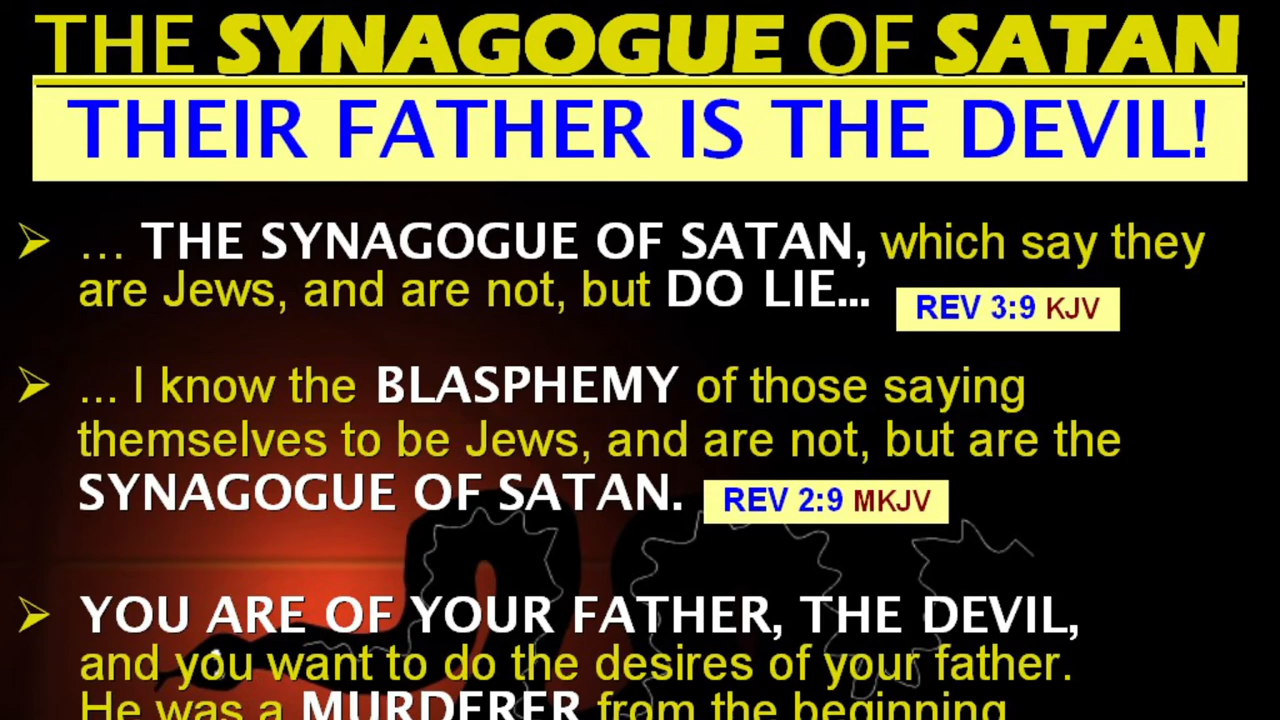 THE SYNAGOGUE OF SATAN
THEIR FATHER IS THE DEVIL!
… THE SYNAGOGUE OF SATAN, which say they
are Jews, and are not, but DO LIE...
REV 3:9 KJV
... I know the BLASPHEMY of those saying
themselves to be Jews, and are not, but are the
SYNAGOGUE OF SATAN. REV 2:9 MKJV
YOU ARE OF YOUR FATHER, THE DEVIL,
and you want to do the desires of your father.
He was a MURDERER from the beginning